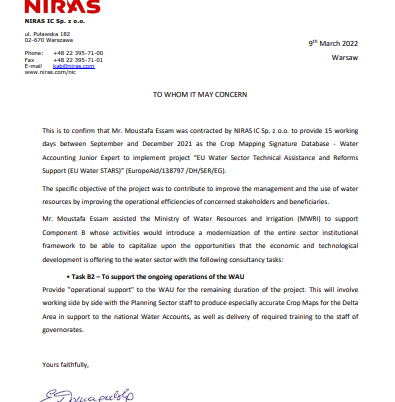 NIRAS
NIRAS IC Sp. z o.o.
ul. Pulawska 182
02-670 Warszawa
Phone: +48 22 395-71-00
Fax +48 22 395-71-01
E-mail kab@niras.eu
www.niras.com/nic
9th March 2022
Warsaw
TO WHOM IT MAY CONCERN
This is to confirm that Mr. Moustafa Essam was contracted by NIRAS IC Sp. z o.o. to provide 15 working
days between September and December 2021 as the Crop Mapping Signature Database - Water
Accounting Junior Expert to implement project "EU Water Sector Technical Assistance and Reforms
Support (EU Water STARS)" (EuropeAid/138797 /DH/SER/EG).
The specific objective of the project was to contribute to improve the management and the use of water
resources by improving the operational efficiencies of concerned stakeholders and beneficiaries.
Mr. Moustafa Essam assisted the Ministry of Water Resources and Irrigation (MWRI) to support
Component B whose activities would introduce a modernization of the entire sector institutional
framework to be able to capitalize upon the opportunities that the economic and technological
development is offering to the water sector with the following consultancy tasks:
• Task B2 – To support the ongoing operations of the WAU
Provide "operational support" to the WAU for the remaining duration of the project. This will involve
working side by side with the Planning Sector staff to produce especially accurate Crop Maps for the Delta
Area in support to the national Water Accounts, as well as delivery of required training to the staff of
governorates.
Yours faithfully,